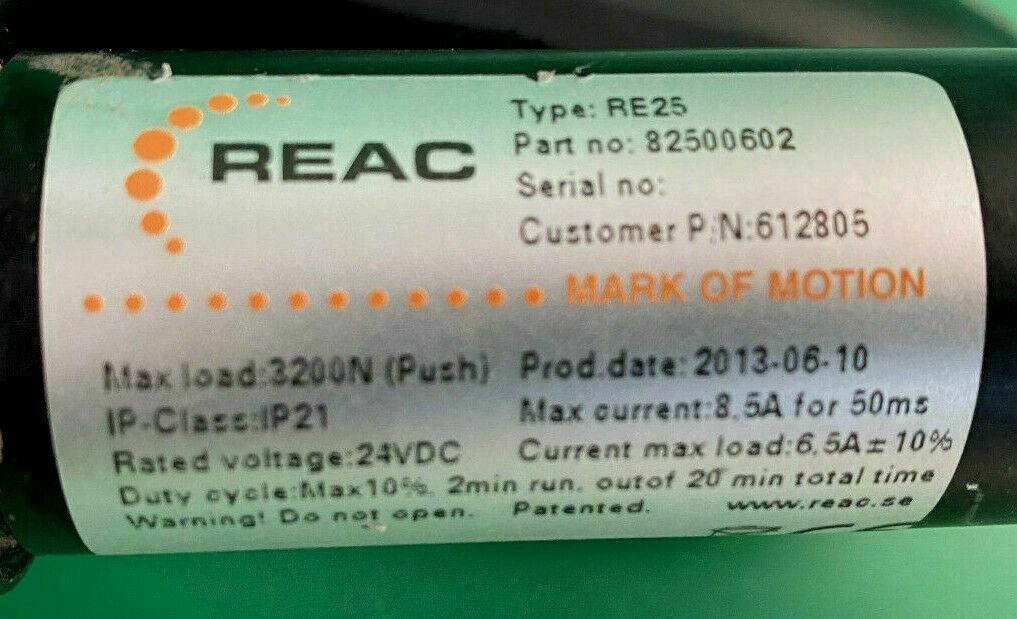 REAC
Type: RE25
Part no: 82500602
Serial no:
Customer P:N:612805
MARK OF MOTION
Max load:3200N (Push)
IP-Class:IP21
Rated voltage:24VDC
Prod.date: 2013-06-10
Max current:8.5A for 50ms
Current max load:6.5A ± 10%
Duty cycle:Max10%, 2min run, outof 20 min total time
Warning! Do not open. Patented. www.reac.se